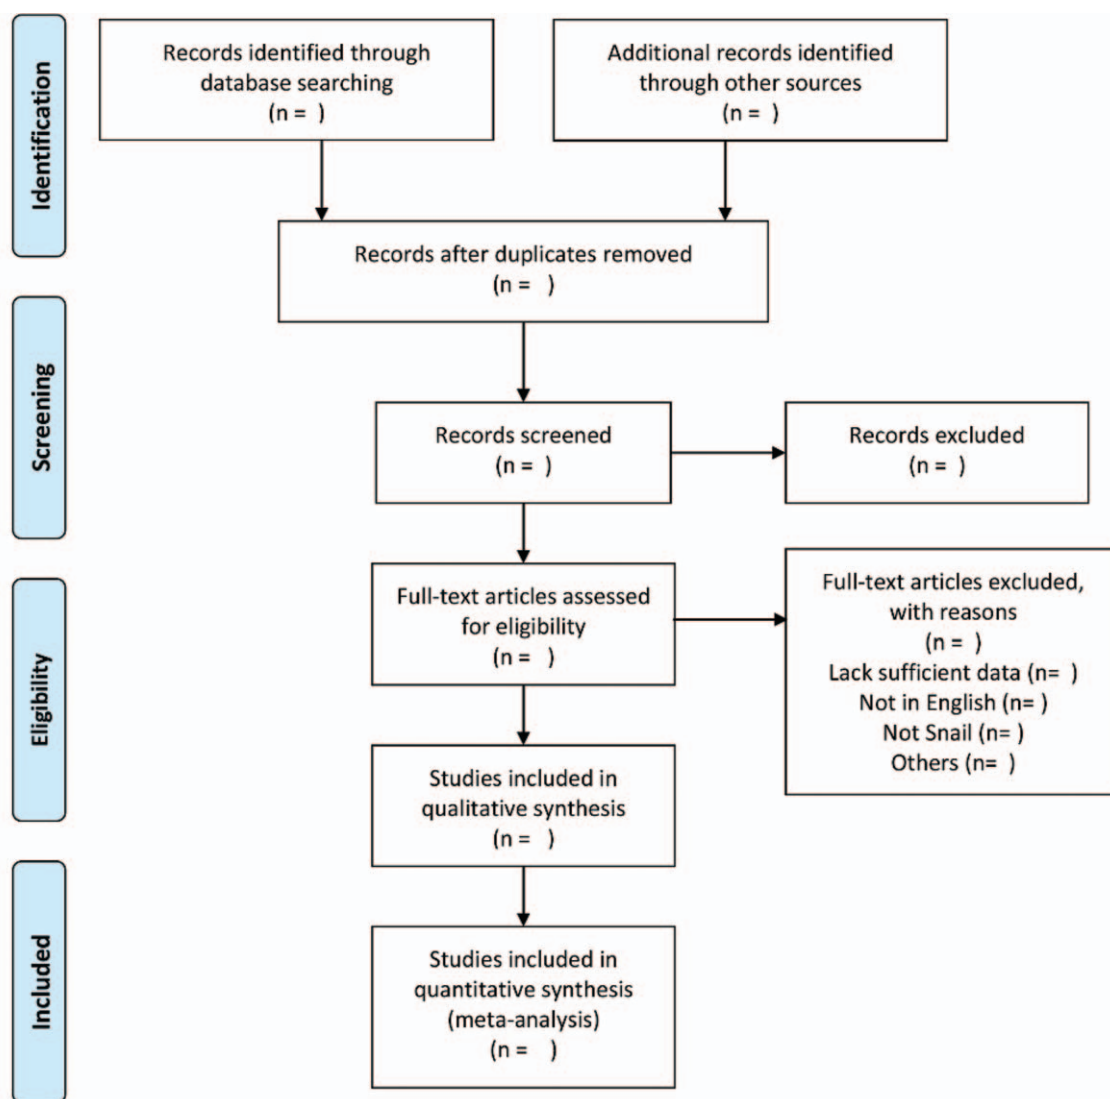 Identification
Records identified through
database searching
(n =  )
Additional records identified
through other sources
(n =  )
Records after duplicates removed
(n =  )
Screening
Records screened
(n =  )
Records excluded
(n =  )
Eligibility
Full-text articles assessed
for eligibility
(n =  )
Full-text articles excluded,
with reasons
(n =  )
Lack sufficient data (n=  )
Not in English (n= )
Not Snail (n= )
Others (n=  )
Studies included in
qualitative synthesis
(n =  )
Included
Studies included in
quantitative synthesis
(meta-analysis)
(n =  )